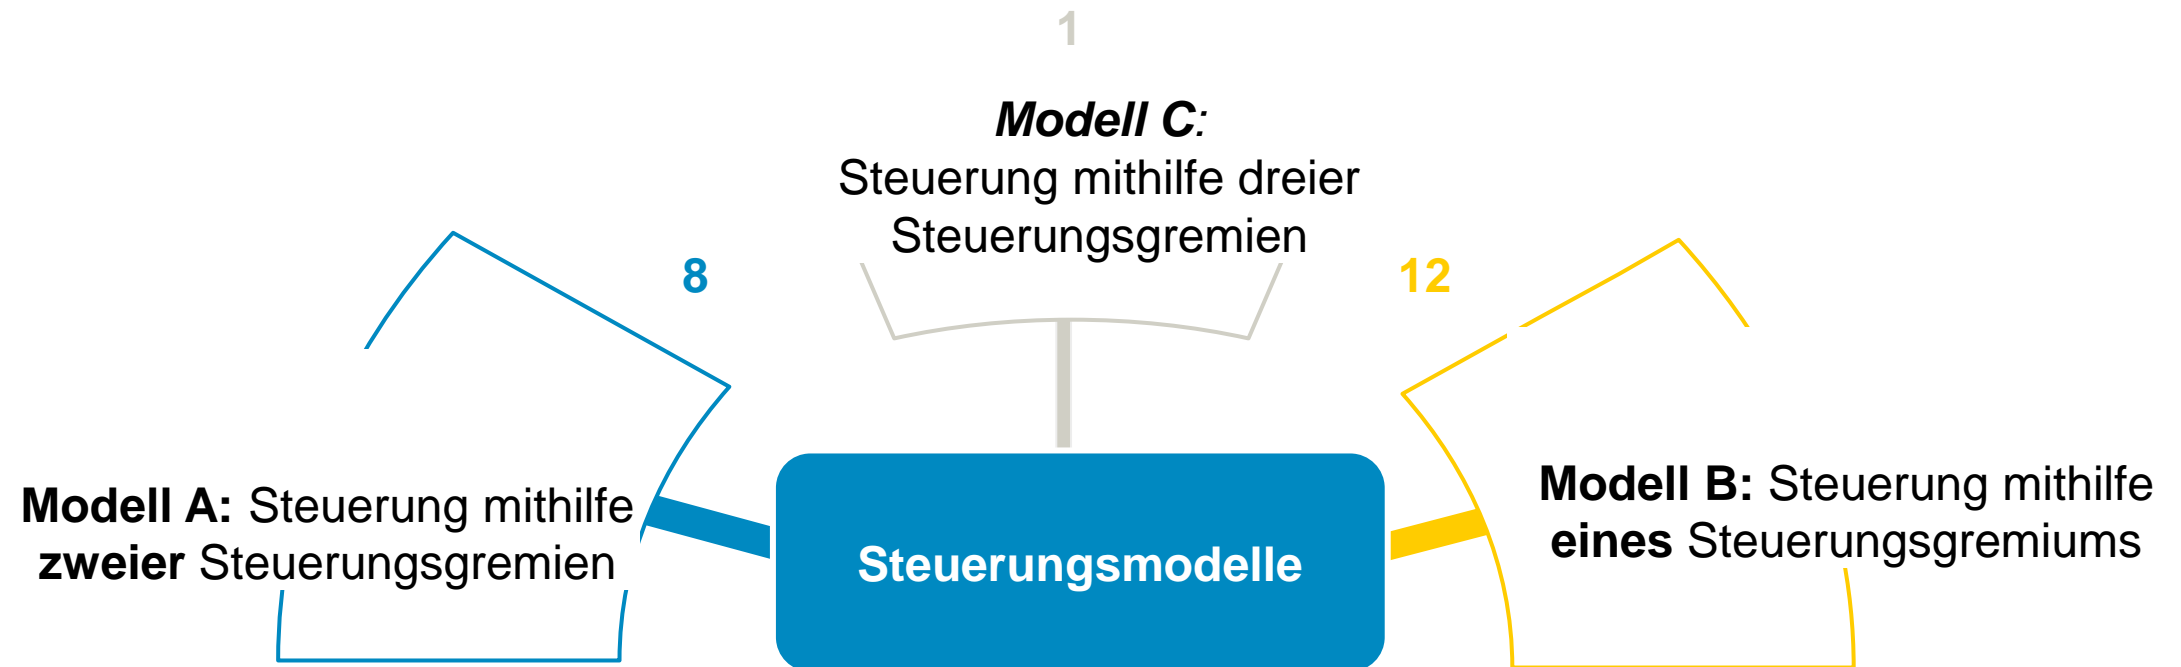 1
Modell C:
Steuerung mithilfe dreier
Steuerungsgremien
8
12
Modell A: Steuerung mithilfe
zweier Steuerungsgremien
Modell B: Steuerung mithilfe
eines Steuerungsgremiums
Steuerungsmodelle